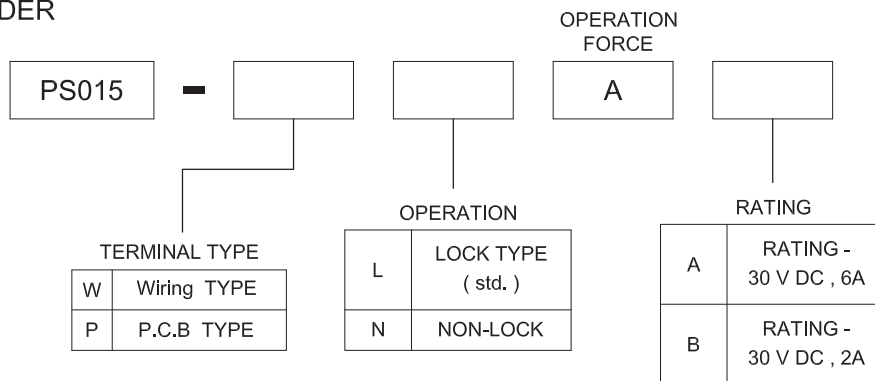 DER
OPERATION
FORCE
PS015 - A
TERMINAL TYPE
W Wiring TYPE
P P.C.B TYPE
OPERATION
L LOCK TYPE
( std. )
N NON-LOCK
RATING
A RATING -
30 V DC , 6A
B RATING -
30 V DC , 2A